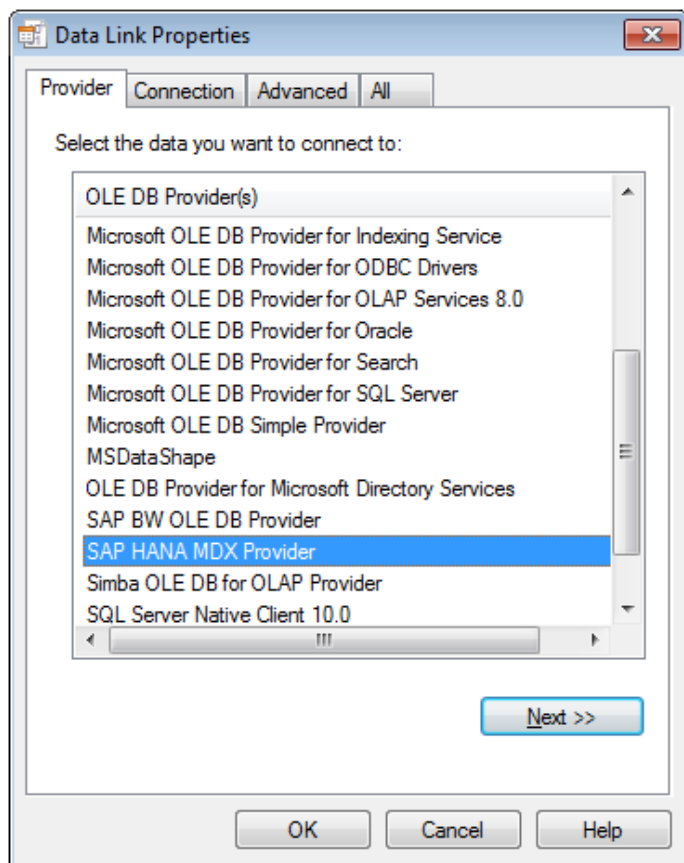 Data Link Properties
Provider
Connection
Advanced
All
Select the data you want to connect to:
OLE DB Provider(s)
Microsoft OLE DB Provider for Indexing Service
Microsoft OLE DB Provider for ODBC Drivers
Microsoft OLE DB Provider for OLAP Services 8.0
Microsoft OLE DB Provider for Oracle
Microsoft OLE DB Provider for Search
Microsoft OLE DB Provider for SQL Server
Microsoft OLE DB Simple Provider
MSDataShape
OLE DB Provider for Microsoft Directory Services
SAP BW OLE DB Provider
SAP HANA MDX Provider
Simba OLE DB for OLAP Provider
SQL Server Native Client 10.0
Next >>
OK
Cancel
Help